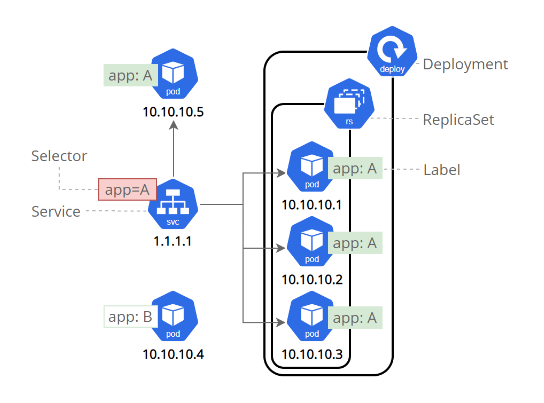 deploy
Deployment
app: A
pod
10.10.10.5
rs
ReplicaSet
Selector
app=A
Service
svc
1.1.1.1
app: A
Label
pod
10.10.10.1
app: A
pod
10.10.10.2
app: B
pod
10.10.10.4
app: A
pod
10.10.10.3